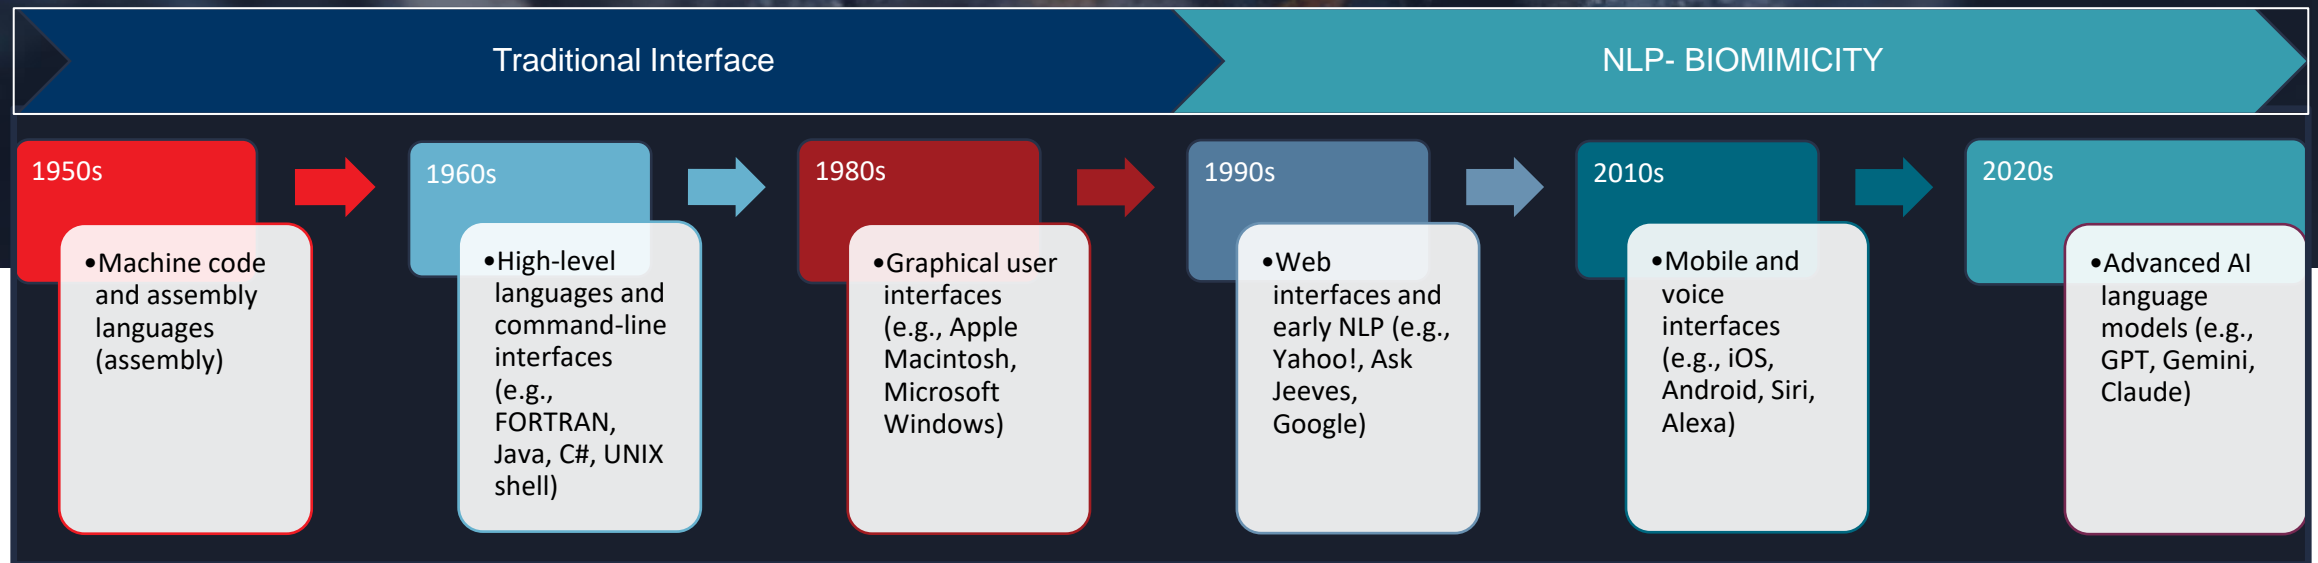 Traditional Interface
NLP- BIOMIMICITY
1950s
•Machine code
and assembly
languages
(assembly)
1960s
•High-level
languages and
command-line
interfaces
(e.g.,
FORTRAN,
Java, C#, UNIX
shell)
1980s
•Graphical user
interfaces
(e.g., Apple
Macintosh,
Microsoft
Windows)
1990s
•Web
interfaces and
early NLP (e.g.,
Yahoo!, Ask
Jeeves,
Google)
2010s
•Mobile and
voice
interfaces
(e.g., iOS,
Android, Siri,
Alexa)
2020s
•Advanced AI
language
models (e.g.,
GPT, Gemini,
Claude)